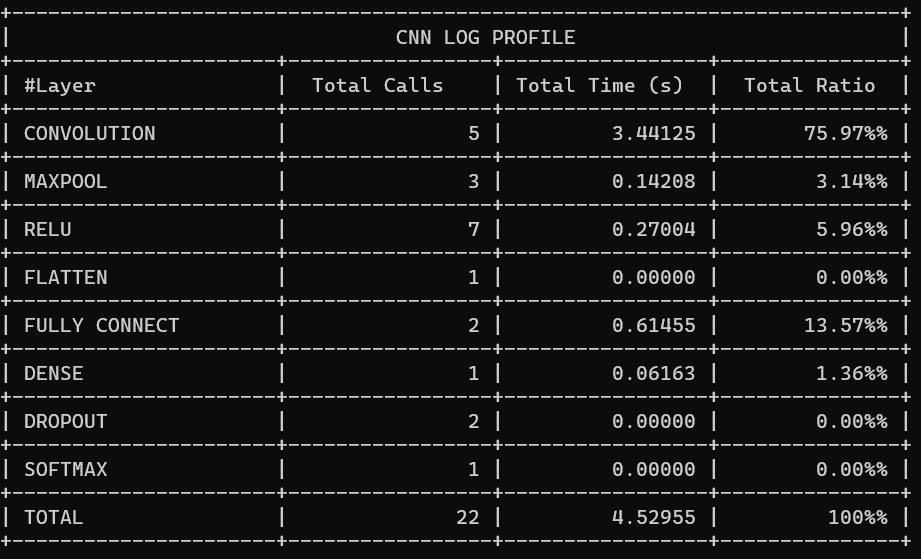 CNN LOG PROFILE
#Layer | Total Calls | Total Time (s) | Total Ratio
CONVOLUTION | 5 | 3.44125 | 75.97%%
MAXPOOL | 3 | 0.14208 | 3.14%%
RELU | 7 | 0.27004 | 5.96%%
FLATTEN | 1 | 0.00000 | 0.00%%
FULLY CONNECT | 2 | 0.61455 | 13.57%%
DENSE | 1 | 0.06163 | 1.36%%
DROPOUT | 2 | 0.00000 | 0.00%%
SOFTMAX | 1 | 0.00000 | 0.00%%
TOTAL | 22 | 4.52955 | 100%%